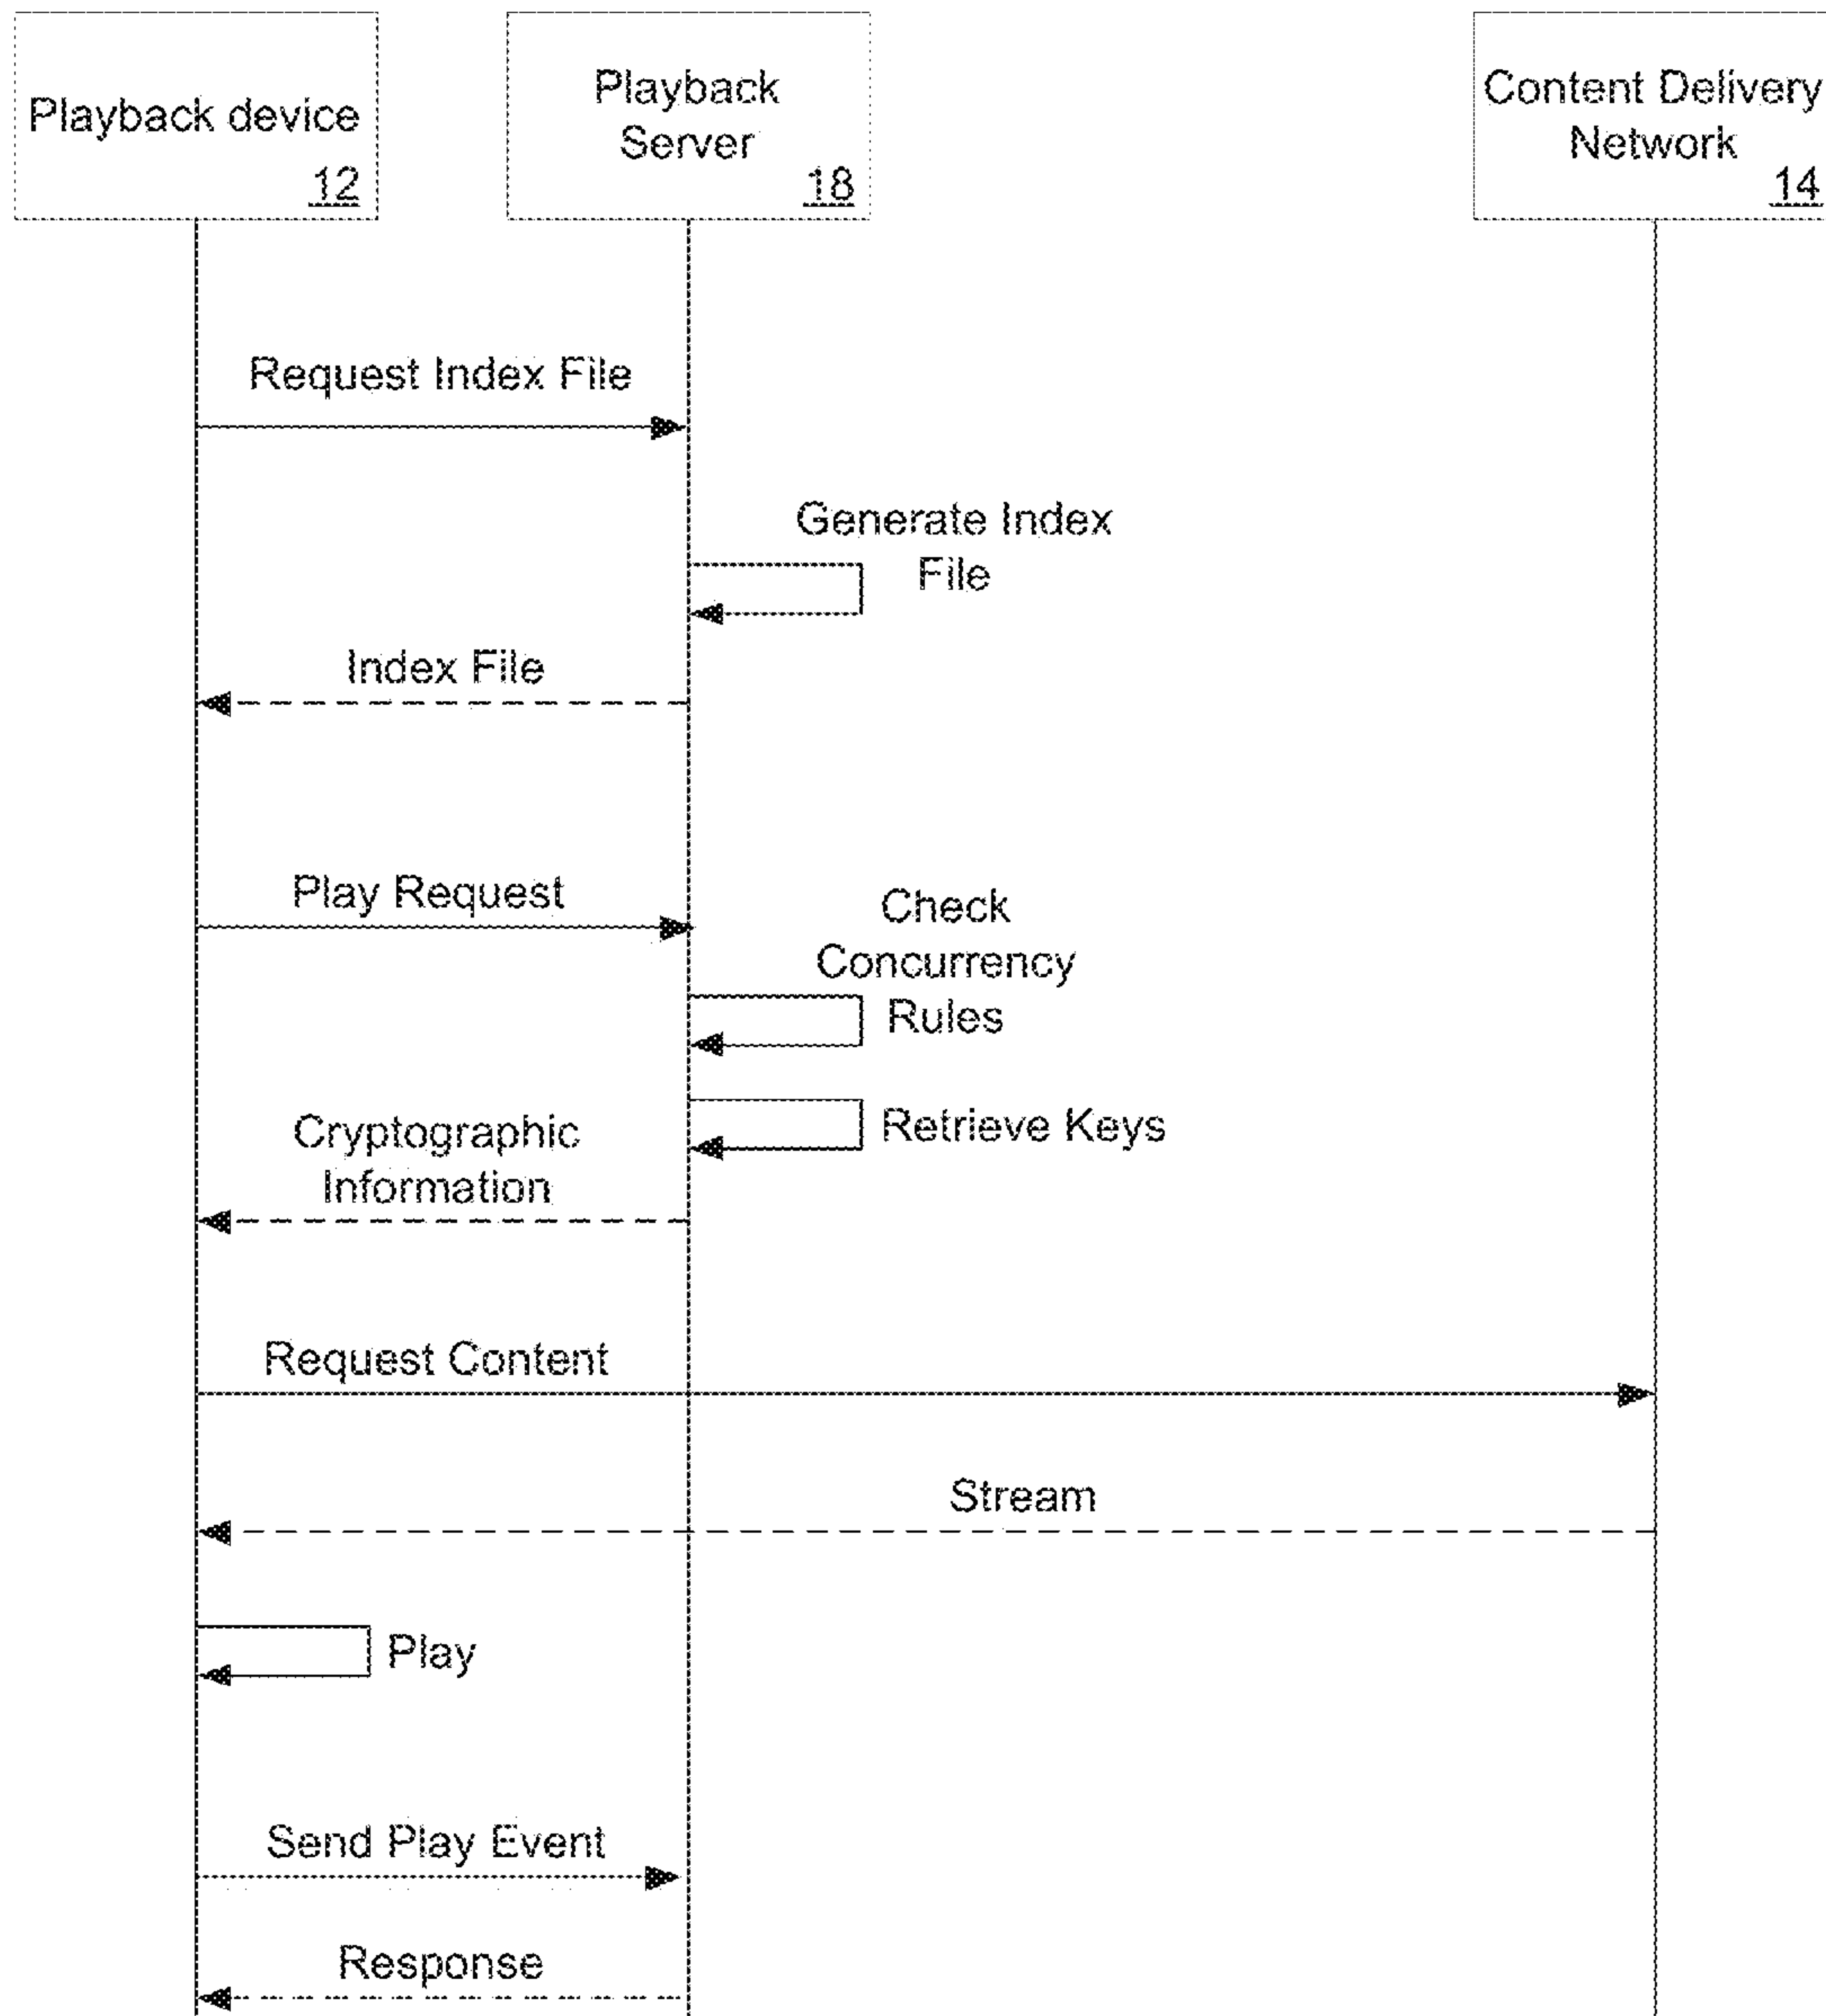 Playback device
12
Playback
Server
18
Content Delivery
Network
14
Request Index File
Generate Index
File
Index File
Play Request
Check
Concurrency
Rules
Retrieve Keys
Cryptographic
Information
Request Content
Stream
Play
Send Play Event
Response